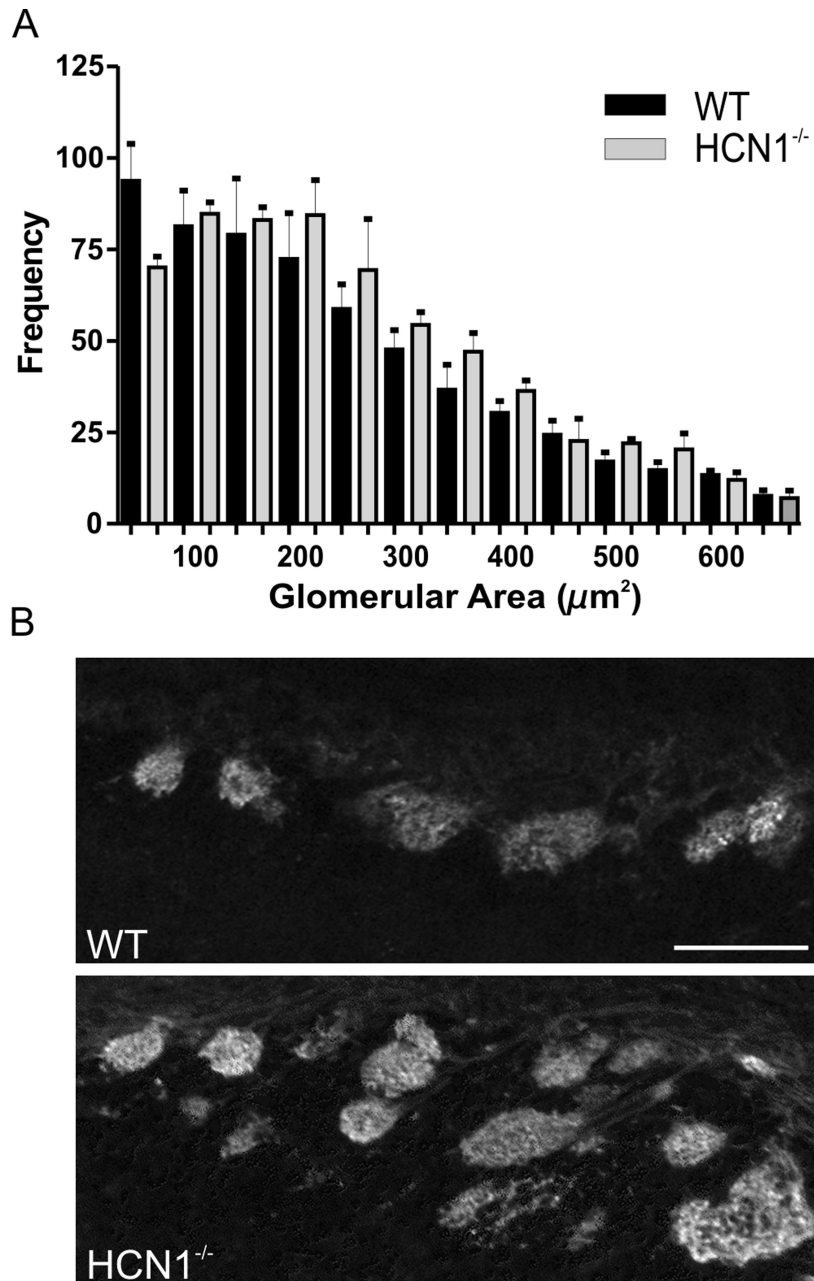 A
125
100
75
50
25
0
Frequency
WT
HCN1-/-
100 200 300 400 500 600
Glomerular Area (μm2)
B
WT
HCN1-/-